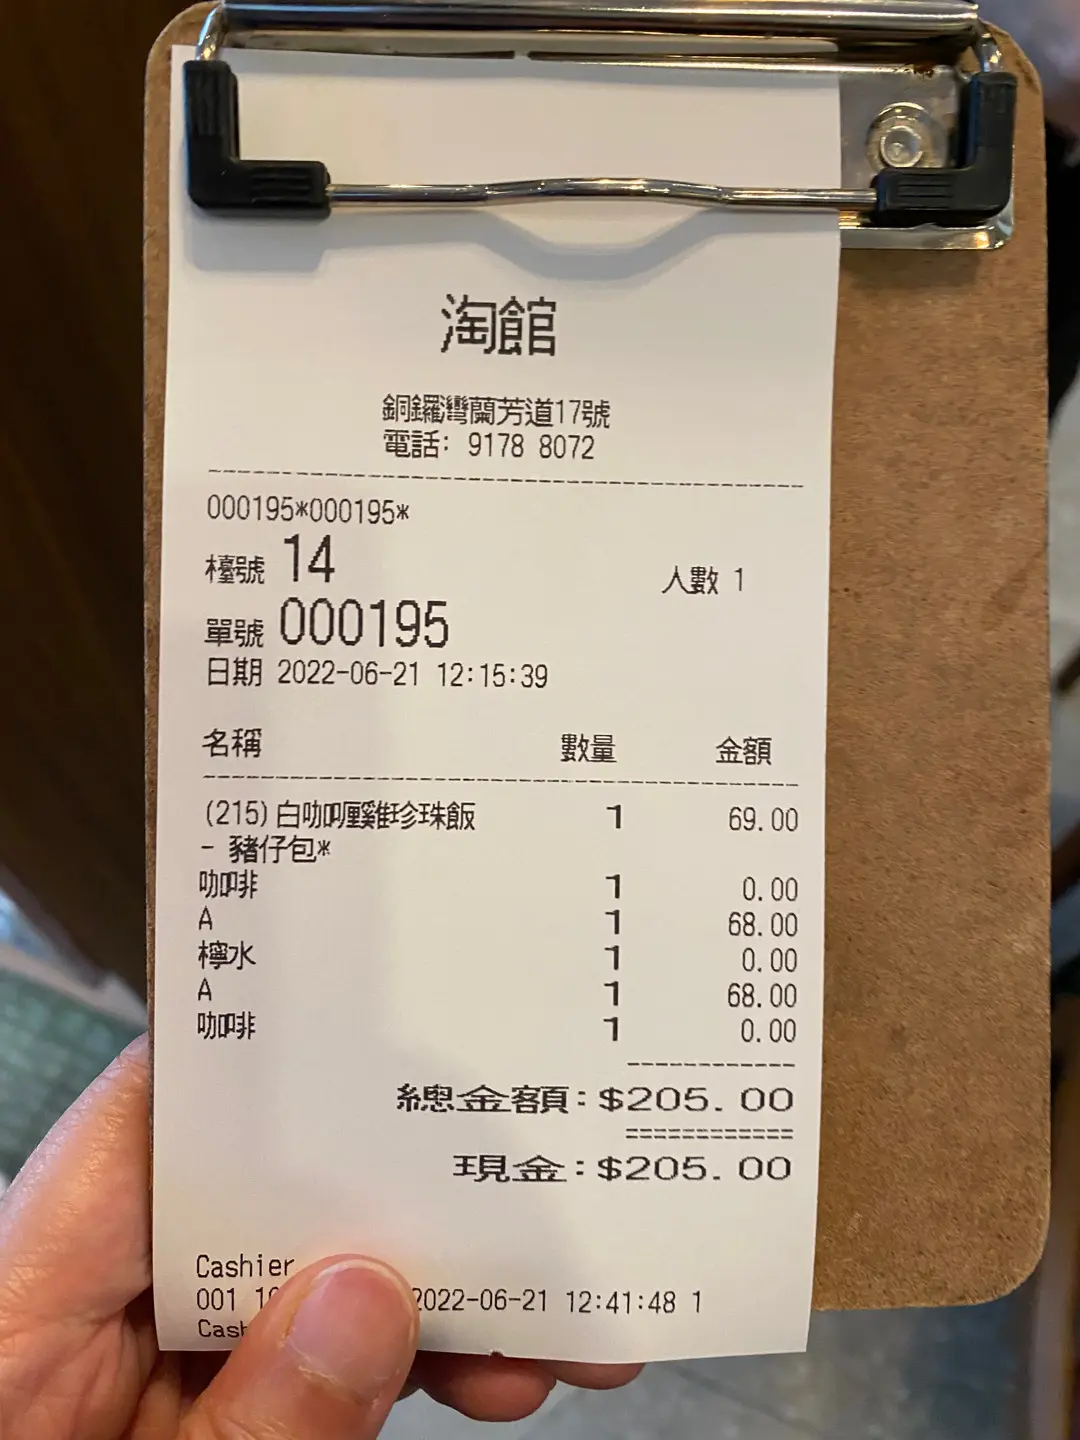 淘館
銅鑼灣蘭芳道17號
電話: 9178 8072
000195*000195*
檯號 14 人數 1
單號 000195
日期 2022-06-21 12:15:39
名稱 數量 金額
(215)白咖喱雞珍珠飯 1 69.00
- 豬仔包*
咖啡 1 0.00
A 1 68.00
檸水 1 0.00
A 1 68.00
咖啡 1 0.00
總金額:$205.00
現金:$205.00
Cashier
001 2022-06-21 12:41:48 1